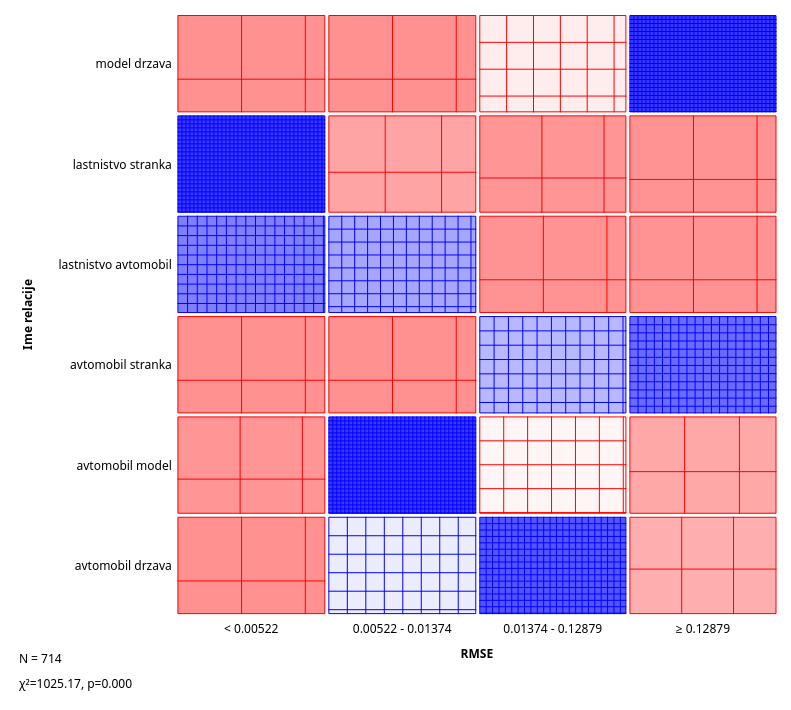 model drzava
lastnistvo stranka
lastnistvo avtomobil
Ime relacije
avtomobil stranka
avtomobil model
avtomobil drzava
< 0.00522
0.00522 - 0.01374
0.01374 - 0.12879
≥ 0.12879
RMSE
N = 714
χ²=1025.17, p=0.000